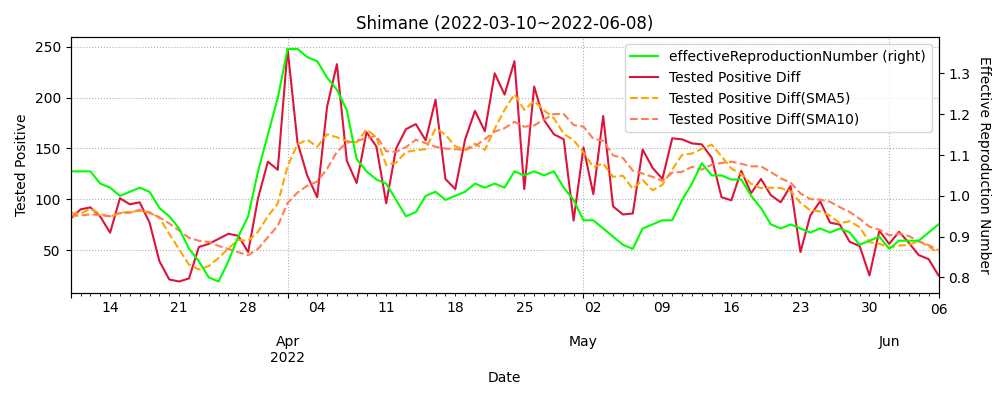 Shimane (2022-03-10~2022-06-08)
effectiveReproductionNumber (right)
Tested Positive Diff
Tested Positive Diff(SMA5)
Tested Positive Diff(SMA10)
Tested Positive
250
200
150
100
50
Effective Reproduction Number
1.3
1.2
1.1
1.0
0.9
0.8
14 21 28 04 11 18 25 02 09 16 23 30 06
Apr May Jun
2022
Date